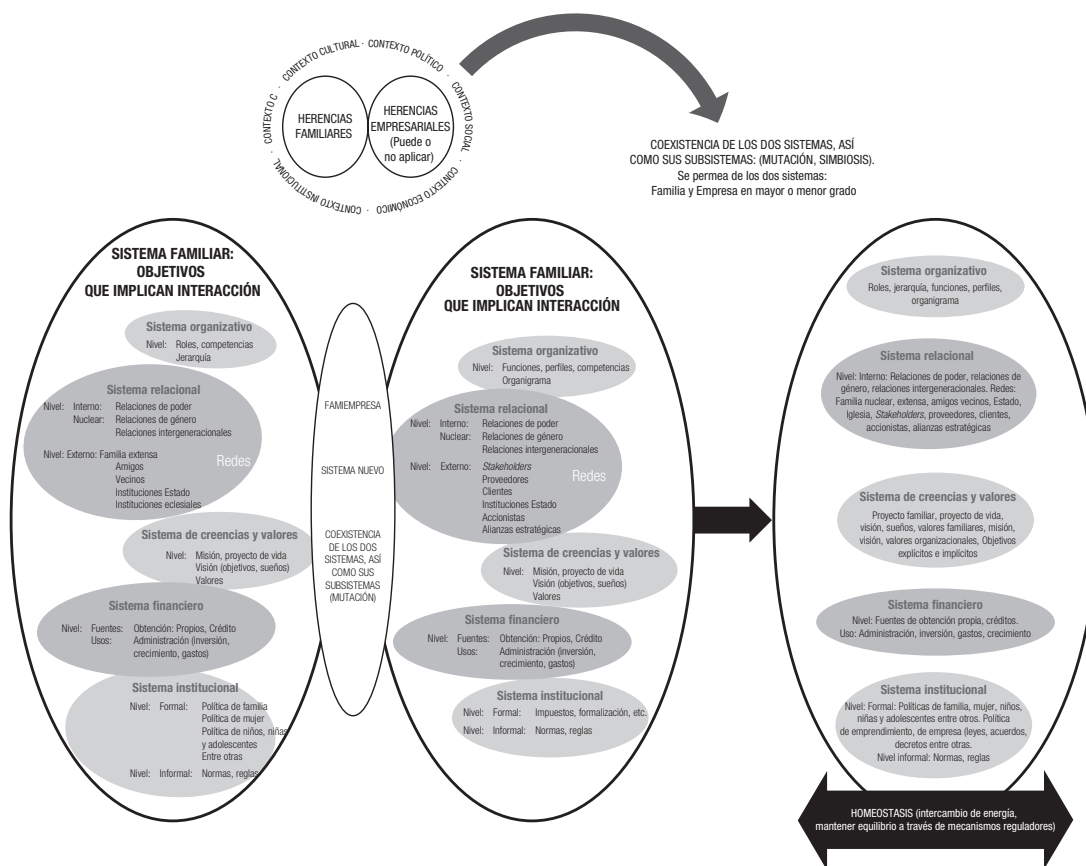 CONTEXTO C · CONTEXTO CULTURAL · CONTEXTO POLÍTICO · CONTEXTO SOCIAL · CONTEXTO ECONÓMICO · CONTEXTO INSTITUCIONAL ·
HERENCIAS
FAMILIARES
HERENCIAS
EMPRESARIALES
(Puede o
no aplicar)
COEXISTENCIA DE LOS DOS SISTEMAS, ASÍ
COMO SUS SUBSISTEMAS: (MUTACIÓN, SIMBIOSIS).
Se permea de los dos sistemas:
Familia y Empresa en mayor o menor grado
SISTEMA FAMILIAR:
OBJETIVOS
QUE IMPLICAN INTERACCIÓN
Sistema organizativo
Nivel: Roles, competencias
Jerarquía
Sistema relacional
Nivel: Interno: Relaciones de poder
Nuclear: Relaciones de género
Relaciones intergeneracionales
Nivel: Externo: Familia extensa
Redes
Amigos
Vecinos
Instituciones Estado
Instituciones eclesiales
Sistema de creencias y valores
Nivel: Misión, proyecto de vida
Visión (objetivos, sueños)
Valores
Sistema financiero
Nivel: Fuentes: Obtención: Propios, Crédito
Usos: Administración (inversión,
crecimiento, gastos)
Sistema institucional
Nivel: Formal: Política de familia
Política de mujer
Política de niños, niñas
y adolescentes
Entre otras
Nivel: Informal: Normas, reglas
FAMIEMPRESA
SISTEMA NUEVO
COEXISTENCIA
DE LOS DOS
SISTEMAS, ASÍ
COMO SUS
SUBSISTEMAS
(MUTACIÓN)
SISTEMA FAMILIAR:
OBJETIVOS
QUE IMPLICAN INTERACCIÓN
Sistema organizativo
Nivel: Funciones, perfiles, competencias
Organigrama
Sistema relacional
Nivel: Interno: Relaciones de poder
Nuclear: Relaciones de género
Relaciones intergeneracionales
Nivel: Externo: Stakeholders
Redes
Proveedores
Clientes
Instituciones Estado
Accionistas
Alianzas estratégicas
Sistema de creencias y valores
Nivel: Misión, proyecto de vida
Visión (objetivos, sueños)
Valores
Sistema financiero
Nivel: Fuentes: Obtención: Propios, Crédito
Usos: Administración (inversión,
crecimiento, gastos)
Sistema institucional
Nivel: Formal: Impuestos, formalización, etc.
Nivel: Informal: Normas, reglas
Sistema organizativo
Roles, jerarquía, funciones, perfiles,
organigrama
Sistema relacional
Nivel: Interno: Relaciones de poder, relaciones de
género, relaciones intergeneracionales. Redes:
Familia nuclear, extensa, amigos vecinos, Estado,
Iglesia, Stakeholders, proveedores, clientes,
accionistas, alianzas estratégicas
Sistema de creencias y valores
Proyecto familiar, proyecto de vida,
visión, sueños, valores familiares, misión,
visión, valores organizacionales, Objetivos
explícitos e implícitos
Sistema financiero
Nivel: Fuentes de obtención propia, créditos.
Uso: Administración, inversión, gastos, crecimiento
Sistema institucional
Nivel: Formal: Políticas de familia, mujer, niños,
niñas y adolescentes entre otros. Política
de emprendimiento, de empresa (leyes, acuerdos,
decretos entre otras.
Nivel informal: Normas, reglas
HOMEOSTASIS (intercambio de energía,
mantener equilibrio a través de mecanismos reguladores)